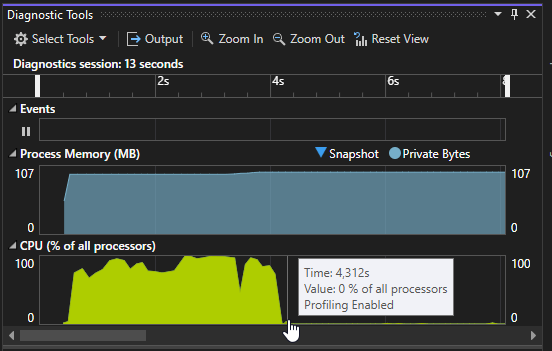 Diagnostic Tools
Select Tools Output Zoom In Zoom Out Reset View
Diagnostics session: 13 seconds
2s 4s 6s 8
Events
Process Memory (MB) Snapshot Private Bytes
107 107
0 0
CPU (% of all processors)
100 100
Time: 4,312s
Value: 0 % of all processors
Profiling Enabled
0 0